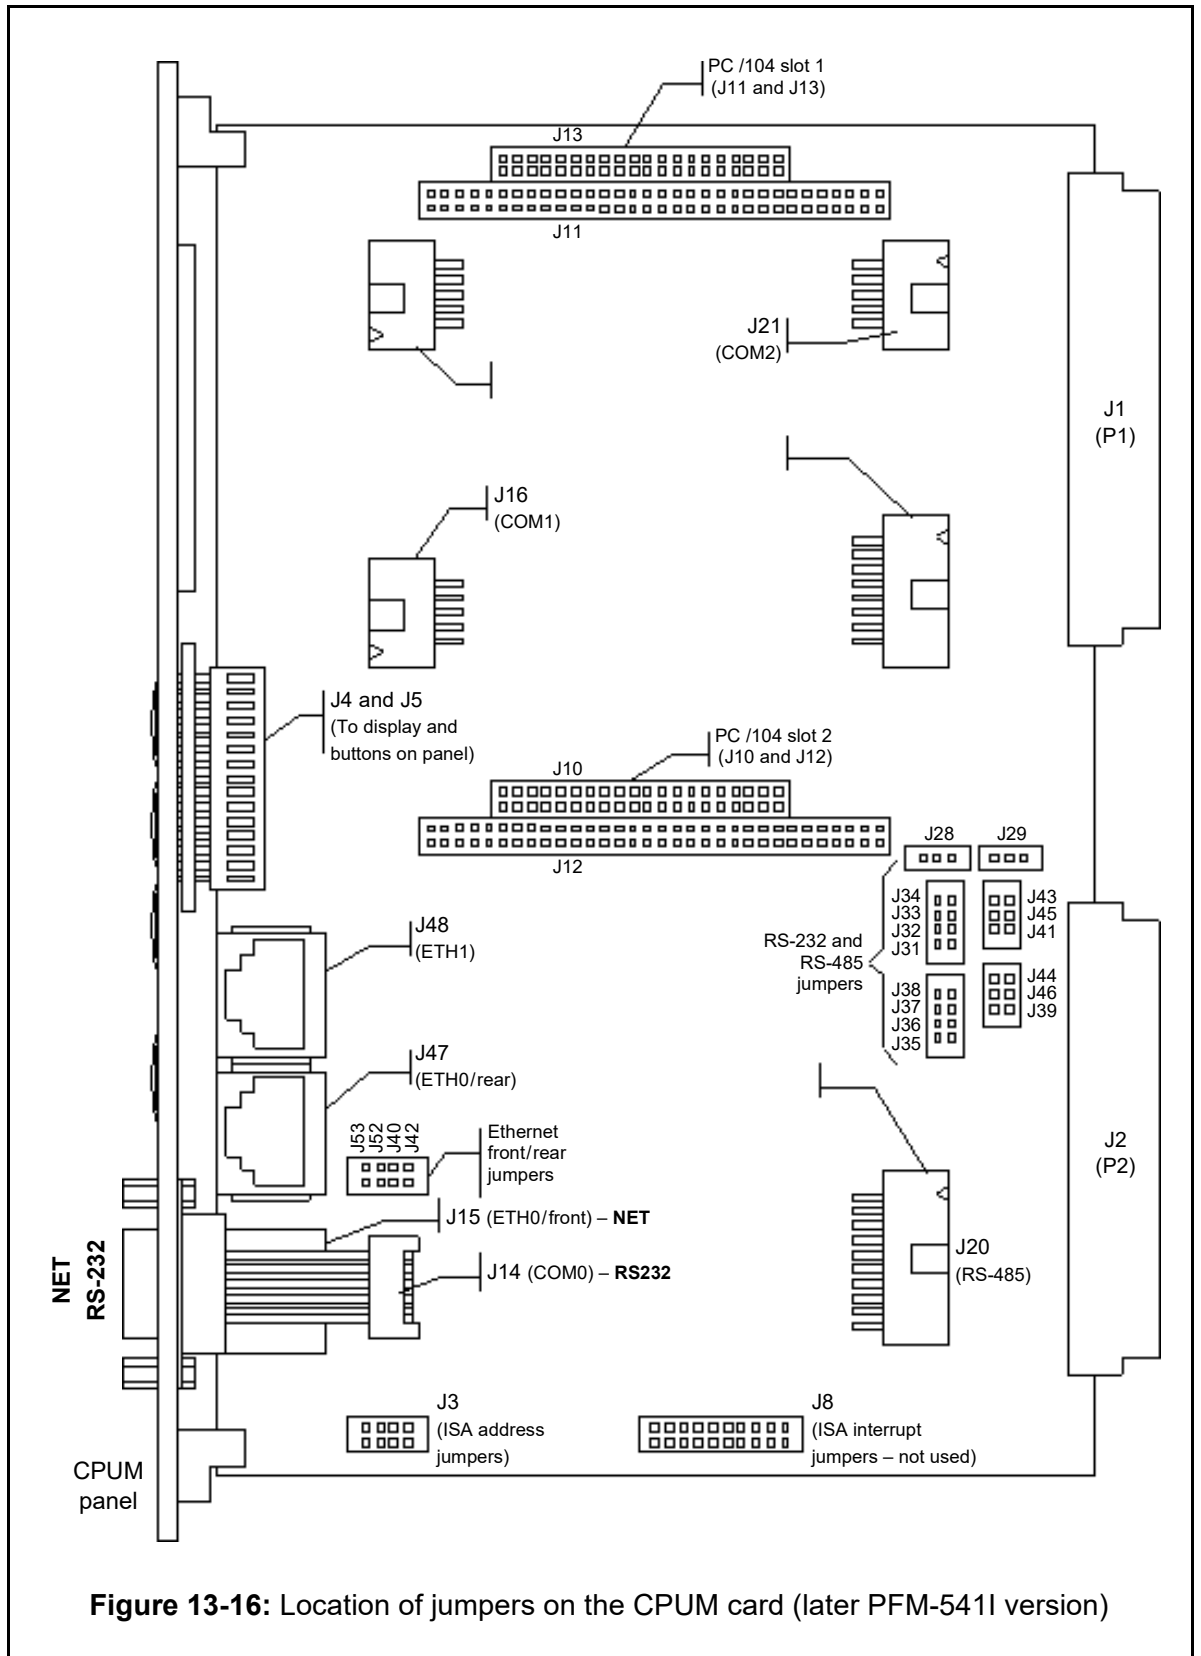 PC /104 slot 1
(J11 and J13)
J13
J11
J21
(COM2)
J1
(P1)
J16
(COM1)
J4 and J5
(To display and
buttons on panel)
PC /104 slot 2
(J10 and J12)
J10
J12
J28
J29
J34
J33
J32
J31
J43
J45
J41
RS-232 and
RS-485
jumpers
J38
J37
J36
J35
J44
J46
J39
J48
(ETH1)
J47
(ETH0/rear)
J53
J52
J40
J42
Ethernet
front/rear
jumpers
J2
(P2)
J15 (ETH0/front) – NET
J14 (COM0) – RS232
NET
RS-232
J20
(RS-485)
J3
(ISA address
jumpers)
J8
(ISA interrupt
jumpers – not used)
CPUM
panel
Figure 13-16: Location of jumpers on the CPUM card (later PFM-541I version)